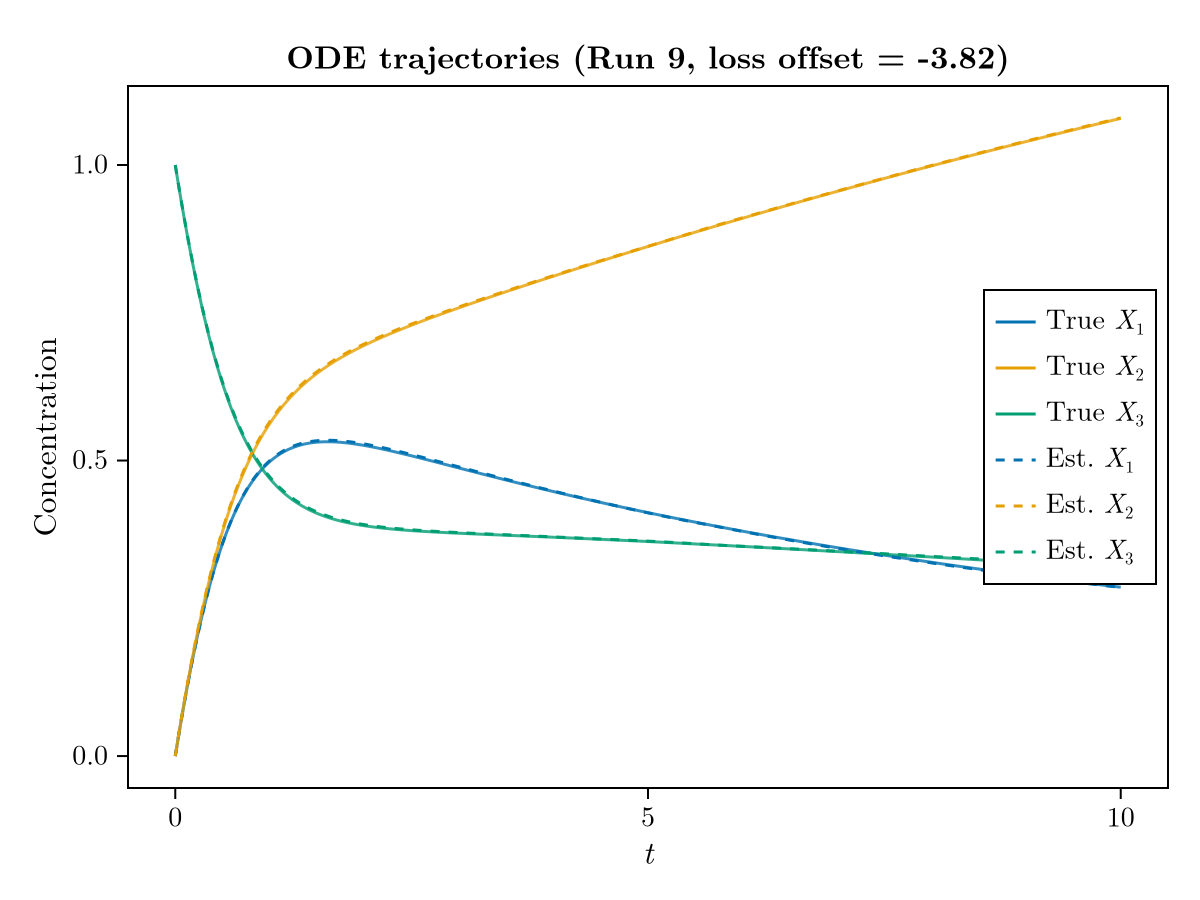 ODE trajectories (Run 9, loss offset = -3.82)
1.0
0.5
0.0
Concentration
0
5
10
t
True X₁
True X₂
True X₃
Est. X₁
Est. X₂
Est. X₃